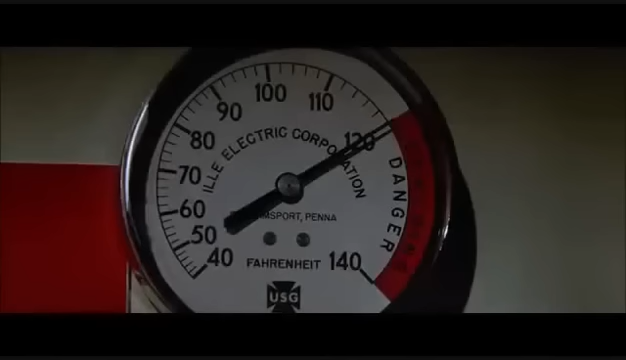 100
90
110
80
120
70
60
50
40
140
ILLE ELECTRIC CORPORATION
MSPORT, PENNA
FAHRENHEIT
DANGER
USG